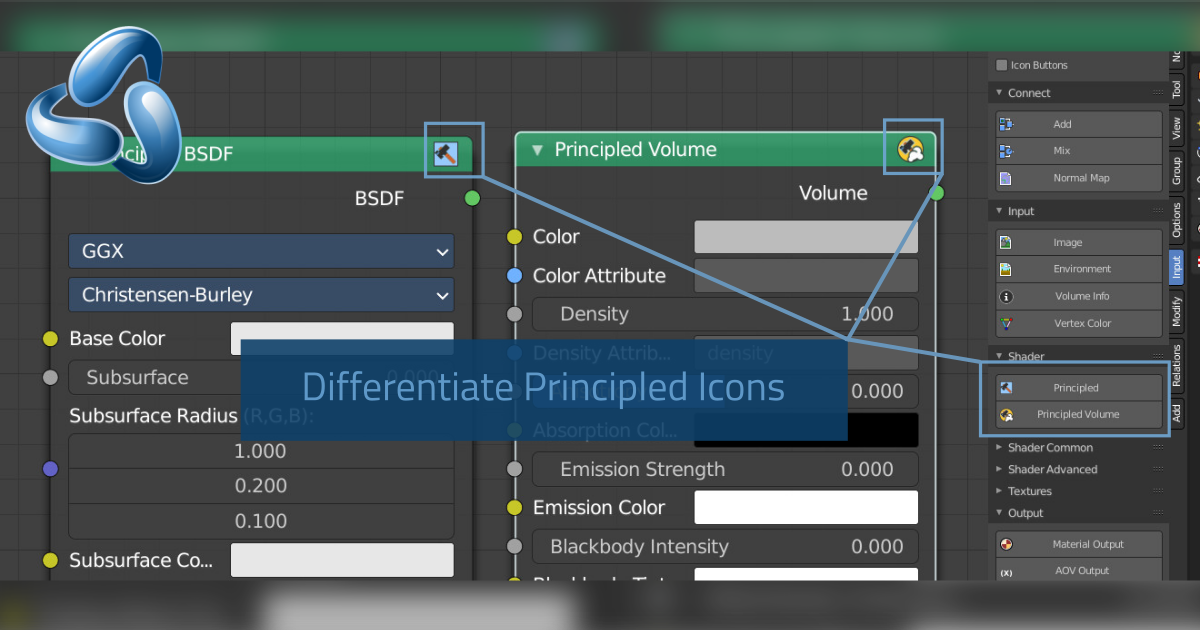 BSDF
BSDF
GGX
Christensen-Burley
Base Color
Subsurface
0.000
Subsurface Radius (R,G,B):
1.000
0.200
0.100
Subsurface Co...
Principled Volume
Volume
Color
Color Attribute
Density 1.000
Density Attrib... density
0.000
Absorption Col...
Emission Strength 0.000
Emission Color
Blackbody Intensity 0.000
Differentiate Principled Icons
Icon Buttons
Connect
Add
Mix
Normal Map
Input
Image
Environment
Volume Info
Vertex Color
Shader
Principled
Principled Volume
Shader Common
Shader Advanced
Textures
Output
Material Output
(x) AOV Output
Tool
View
Group
Options
Input
Modify
Relations
Add